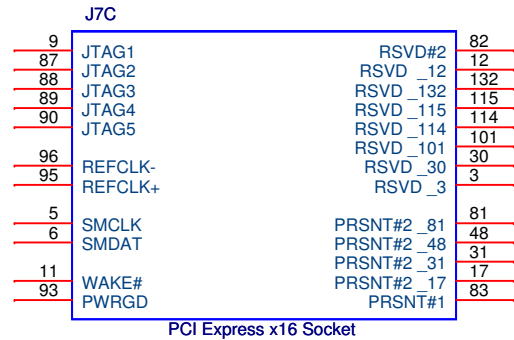 J7C
9 JTAG1 RSVD#2 82
87 JTAG2 RSVD _12 12
88 JTAG3 RSVD _132 132
89 JTAG4 RSVD _115 115
90 JTAG5 RSVD _114 114
RSVD _101 101
96 REFCLK- RSVD _30 30
95 REFCLK+ RSVD _3 3
5 SMCLK PRSNT#2 _81 81
6 SMDAT PRSNT#2 _48 48
PRSNT#2 _31 31
11 WAKE# PRSNT#2 _17 17
93 PWRGD PRSNT#1 83
PCI Express x16 Socket